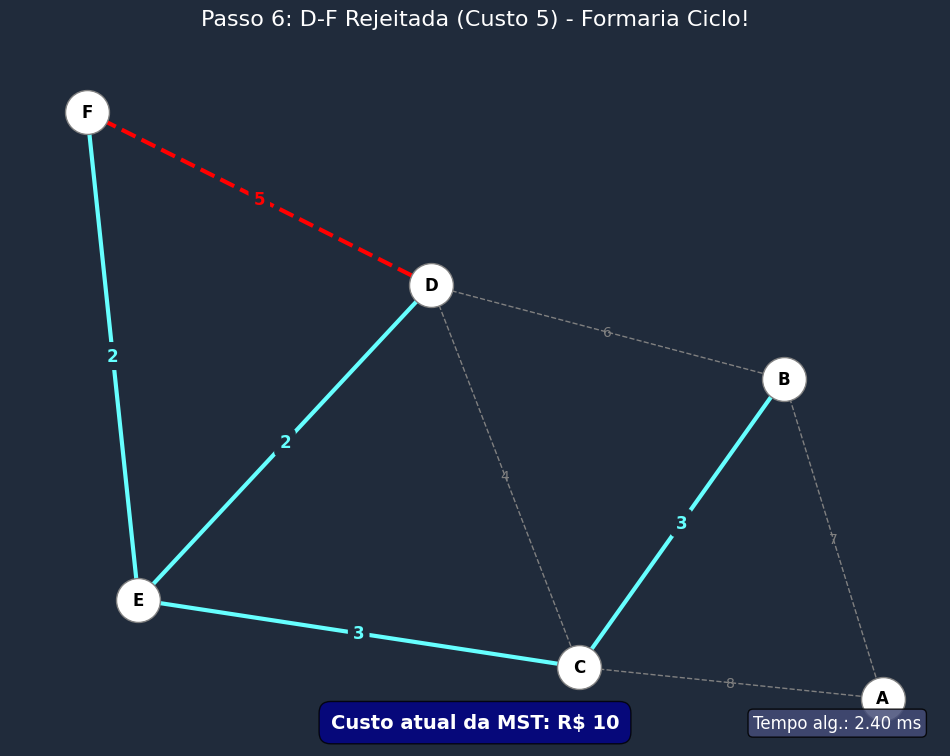 Passo 6: D-F Rejeitada (Custo 5) - Formaria Ciclo!
F
5
D
6
B
2
2
4
3
7
E
3
C
8
A
Custo atual da MST: R$ 10
Tempo alg.: 2.40 ms